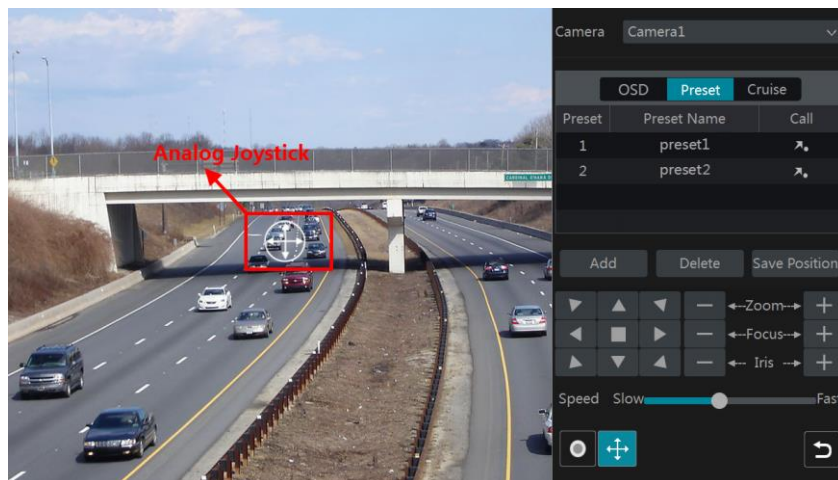 Analog Joystick
Camera Camera1
OSD Preset Cruise
Preset Preset Name Call
1 preset1
2 preset2
Add Delete Save Position
Zoom
Focus
Iris
Speed Slow Fast